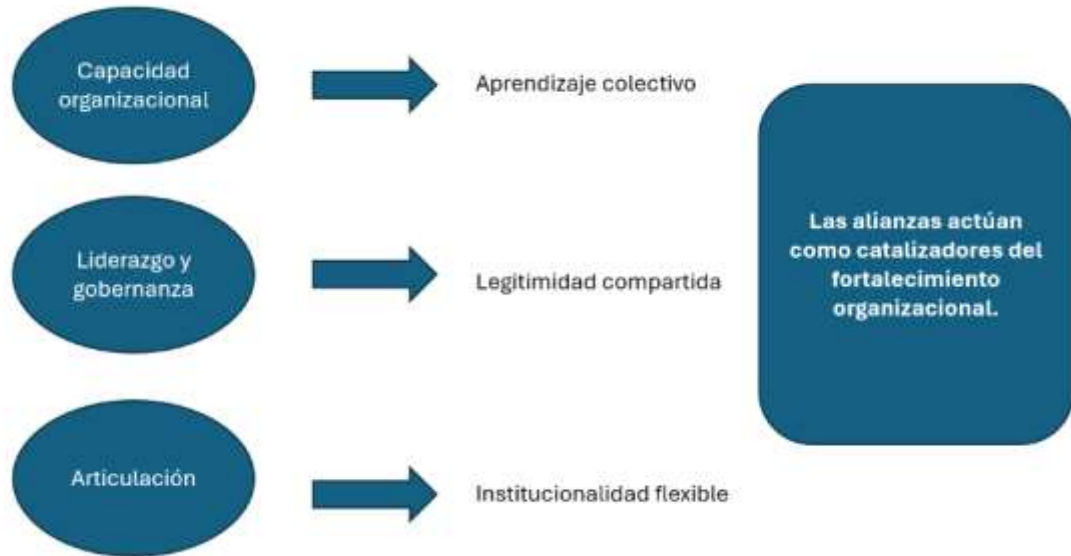 Capacidad
organizacional
Aprendizaje colectivo
Liderazgo y
gobernanza
Legitimidad compartida
Articulación
Institucionalidad flexible
Las alianzas actúan
como catalizadores del
fortalecimiento
organizacional.